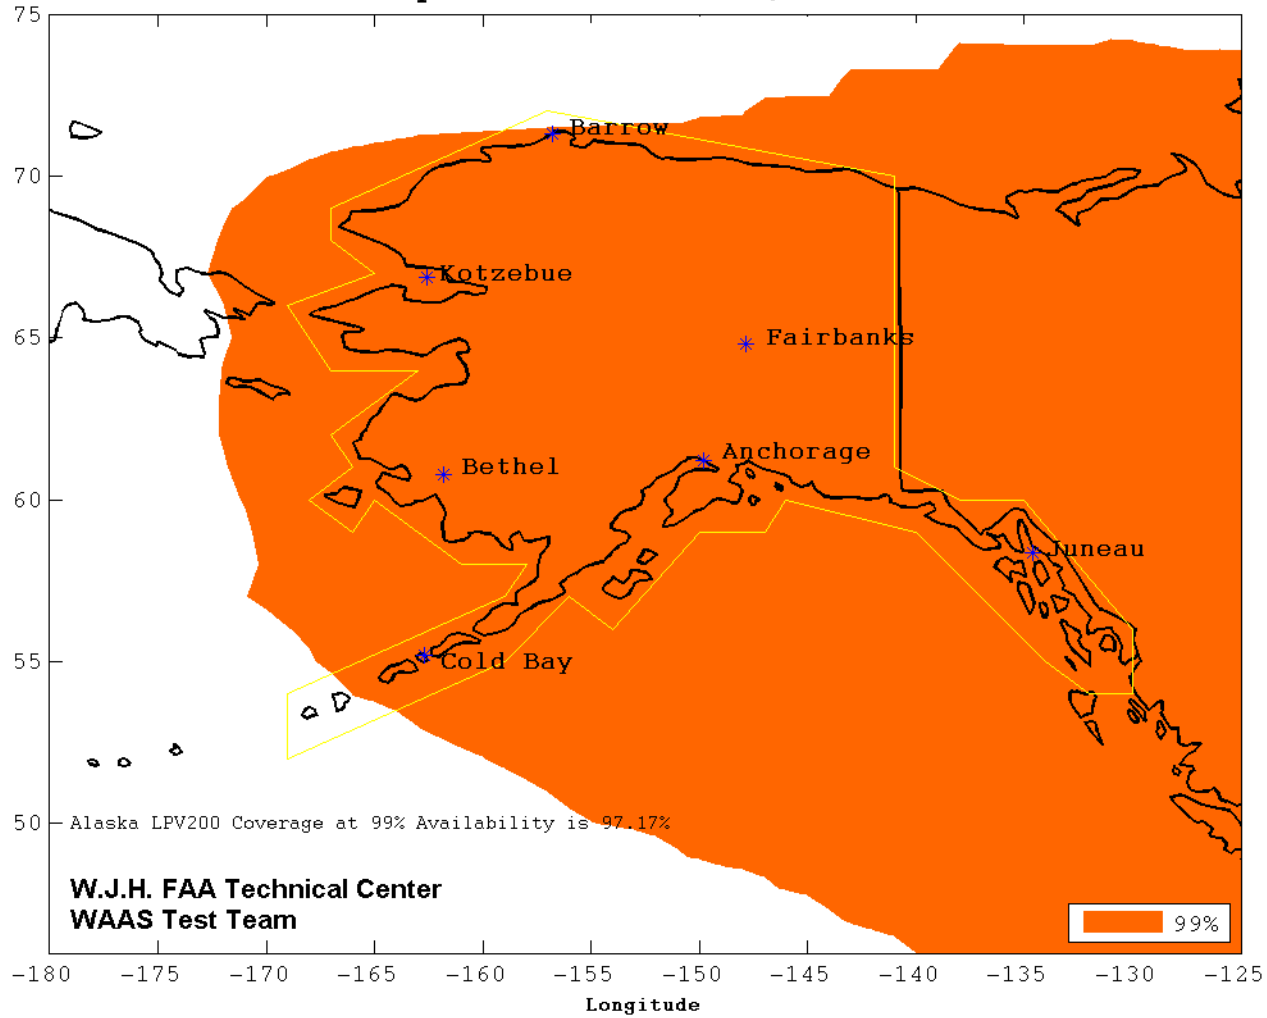 75
Barrow
70
Kotzebue
65
Fairbanks
Anchorage
Bethel
60
Juneau
55
Cold Bay
50
Alaska LPV200 Coverage at 99% Availability is 97.17%
W.J.H. FAA Technical Center
WAAS Test Team
99%
-180 -175 -170 -165 -160 -155 -150 -145 -140 -135 -130 -125
Longitude